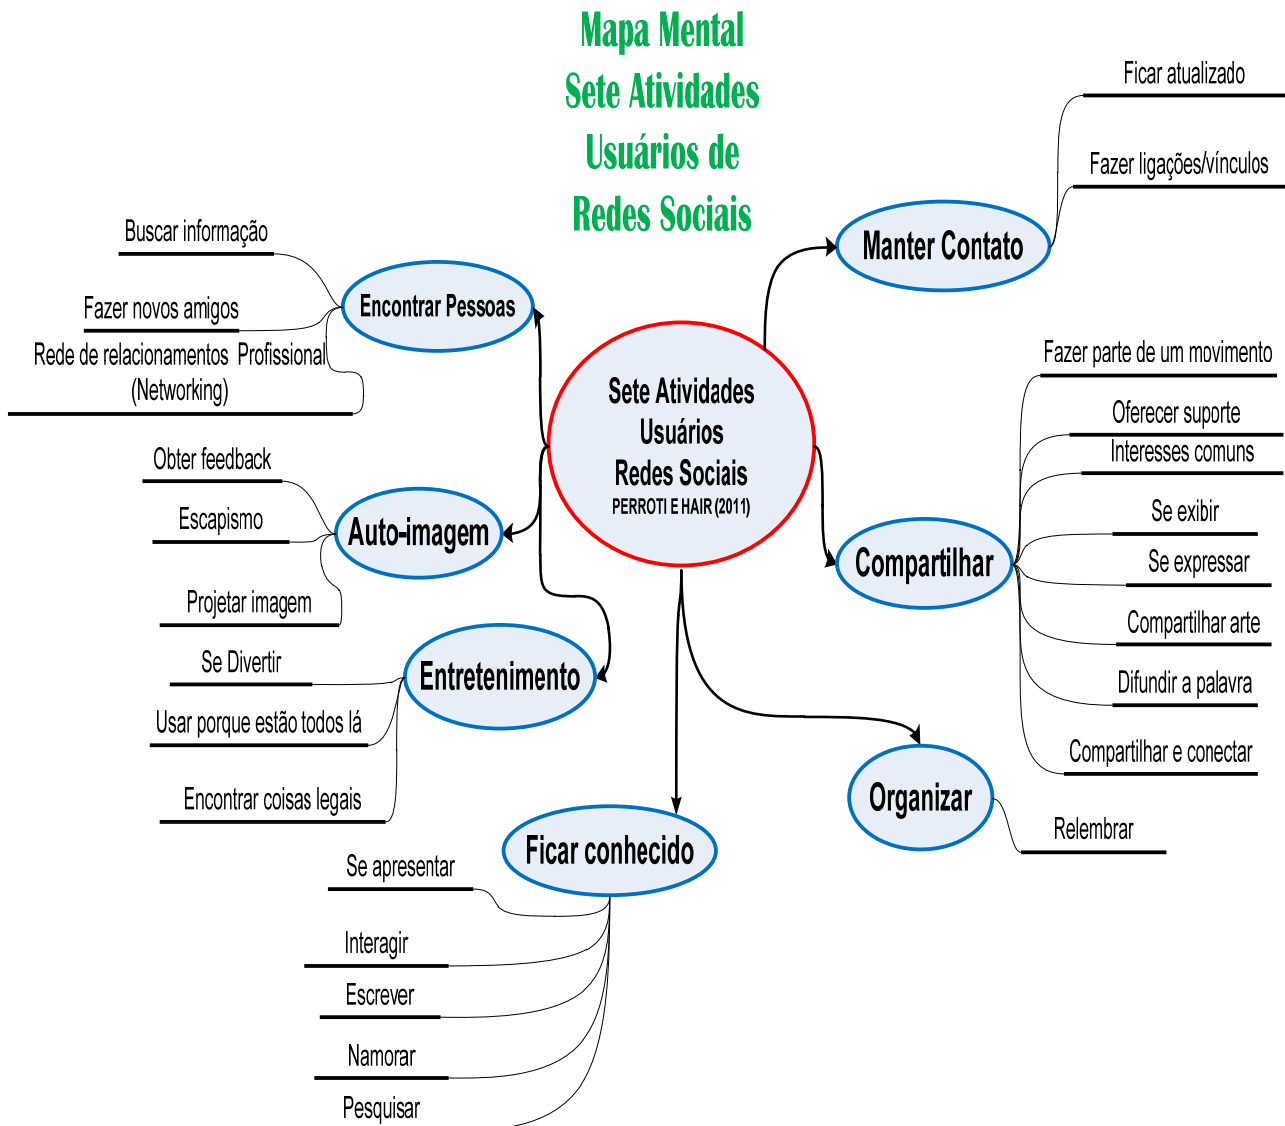 Mapa Mental
Sete Atividades
Usuários de
Redes Sociais
Ficar atualizado
Fazer ligações/vínculos
Manter Contato
Buscar informação
Fazer novos amigos
Rede de relacionamentos Profissional
(Networking)
Encontrar Pessoas
Sete Atividades
Usuários
Redes Sociais
PERROTI E HAIR (2011)
Fazer parte de um movimento
Oferecer suporte
Interesses comuns
Se exibir
Se expressar
Compartilhar arte
Difundir a palavra
Compartilhar e conectar
Compartilhar
Obter feedback
Escapismo
Projetar imagem
Auto-imagem
Se Divertir
Usar porque estão todos lá
Encontrar coisas legais
Entretenimento
Organizar
Relembrar
Ficar conhecido
Se apresentar
Interagir
Escrever
Namorar
Pesquisar